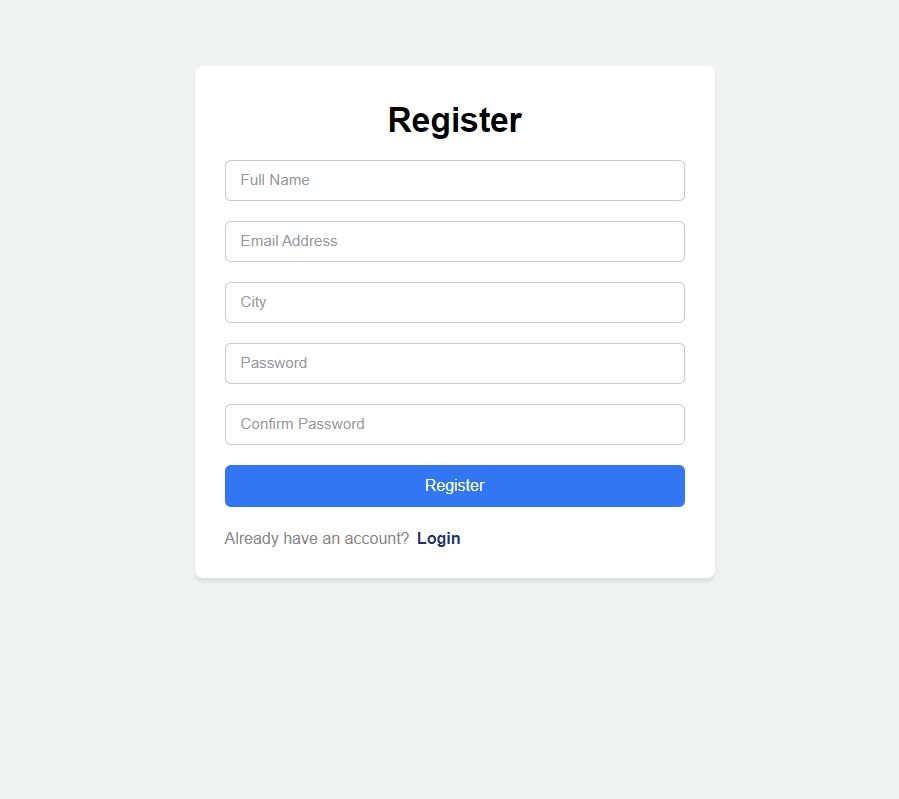 Register
Full Name
Email Address
City
Password
Confirm Password
Register
Already have an account? Login